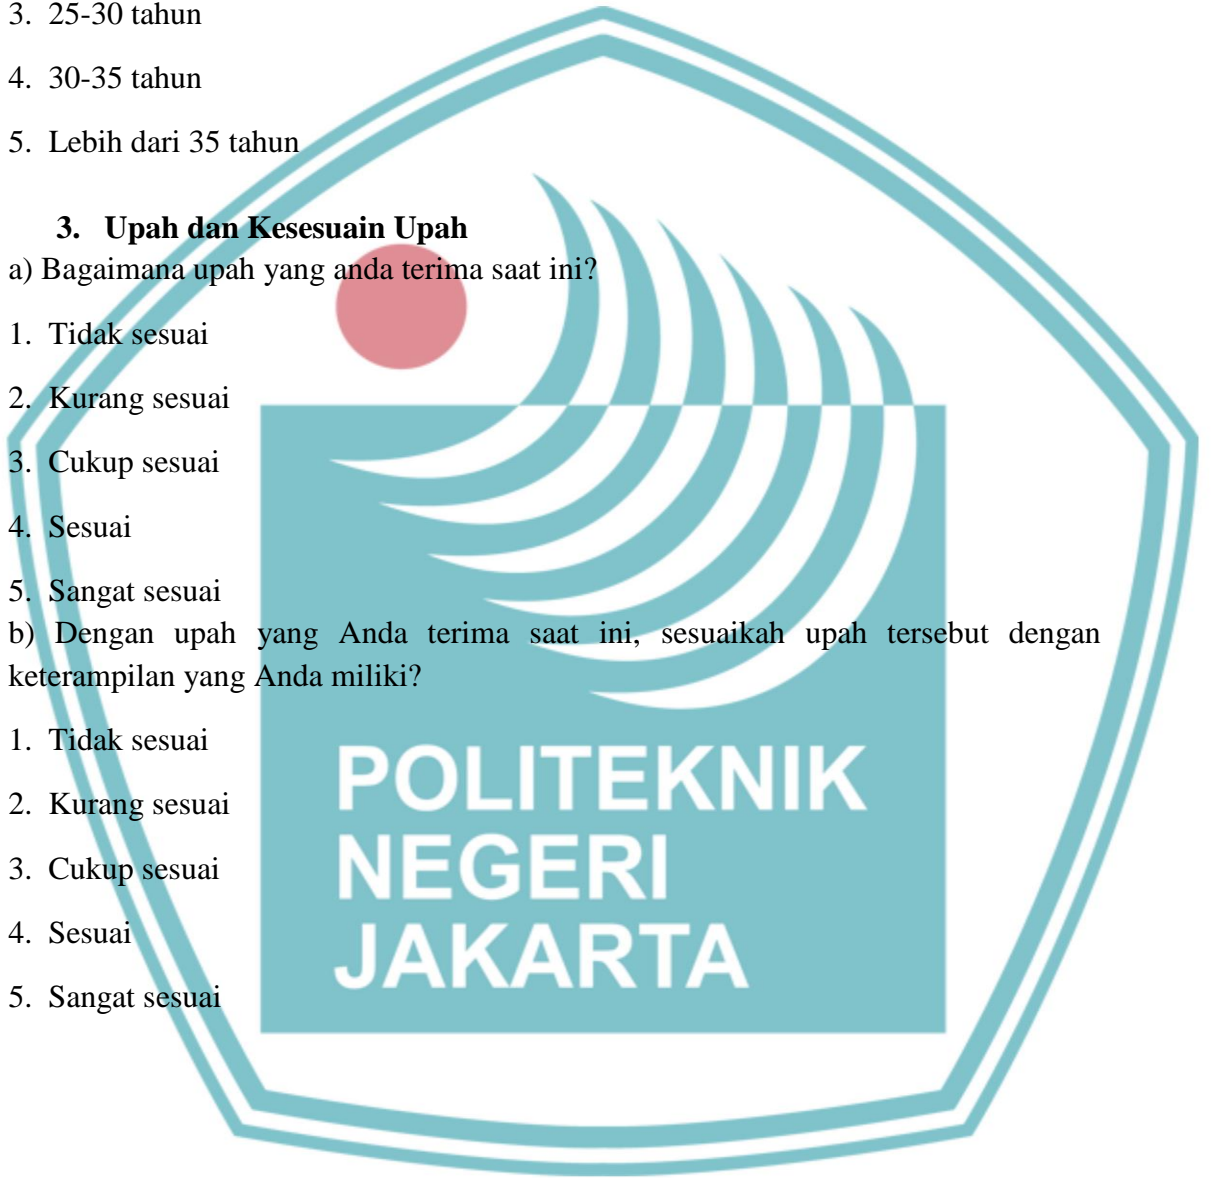 3. 25-30 tahun
4. 30-35 tahun
5. Lebih dari 35 tahun
3. Upah dan Kesesuain Upah
a) Bagaimana upah yang anda terima saat ini?
1. Tidak sesuai
2. Kurang sesuai
3. Cukup sesuai
4. Sesuai
5. Sangat sesuai
b) Dengan upah yang Anda terima saat ini, sesuaikah upah tersebut dengan
keterampilan yang Anda miliki?
1. Tidak sesuai
2. Kurang sesuai
3. Cukup sesuai
4. Sesuai
5. Sangat sesuai
POLITEKNIK
NEGERI
JAKARTA